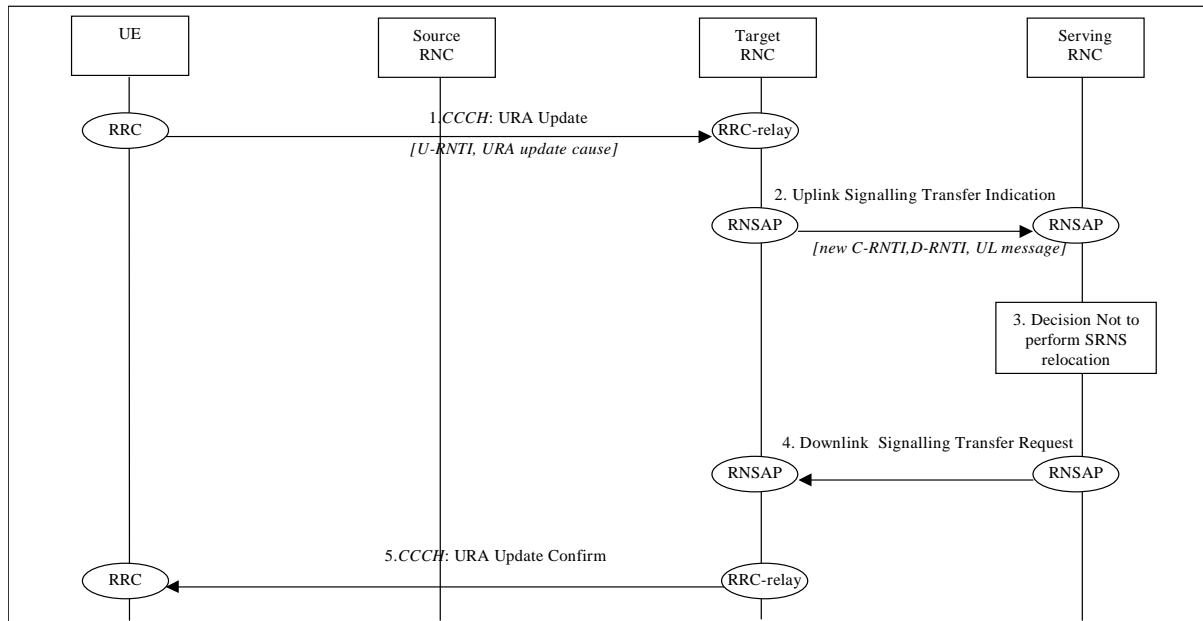 UE
Source
RNC
Target
RNC
Serving
RNC
1.CCCH: URA Update
RRC
RRC-relay
[U-RNTI, URA update cause]
2. Uplink Signalling Transfer Indication
RNSAP
RNSAP
[new C-RNTI,D-RNTI, UL message]
3. Decision Not to
perform SRNS
relocation
4. Downlink Signalling Transfer Request
RNSAP
RNSAP
5.CCCH: URA Update Confirm
RRC
RRC-relay